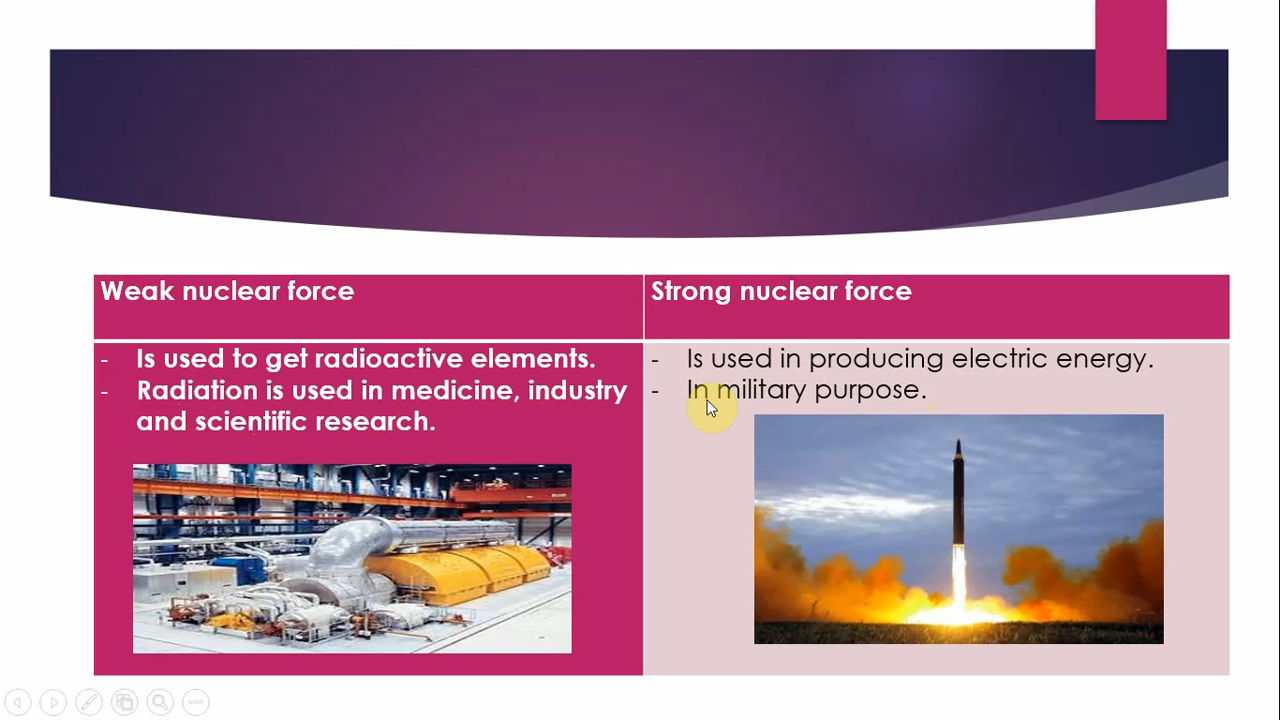 Weak nuclear force
Strong nuclear force
- Is used to get radioactive elements.
- Radiation is used in medicine, industry
and scientific research.
- Is used in producing electric energy.
- In military purpose.